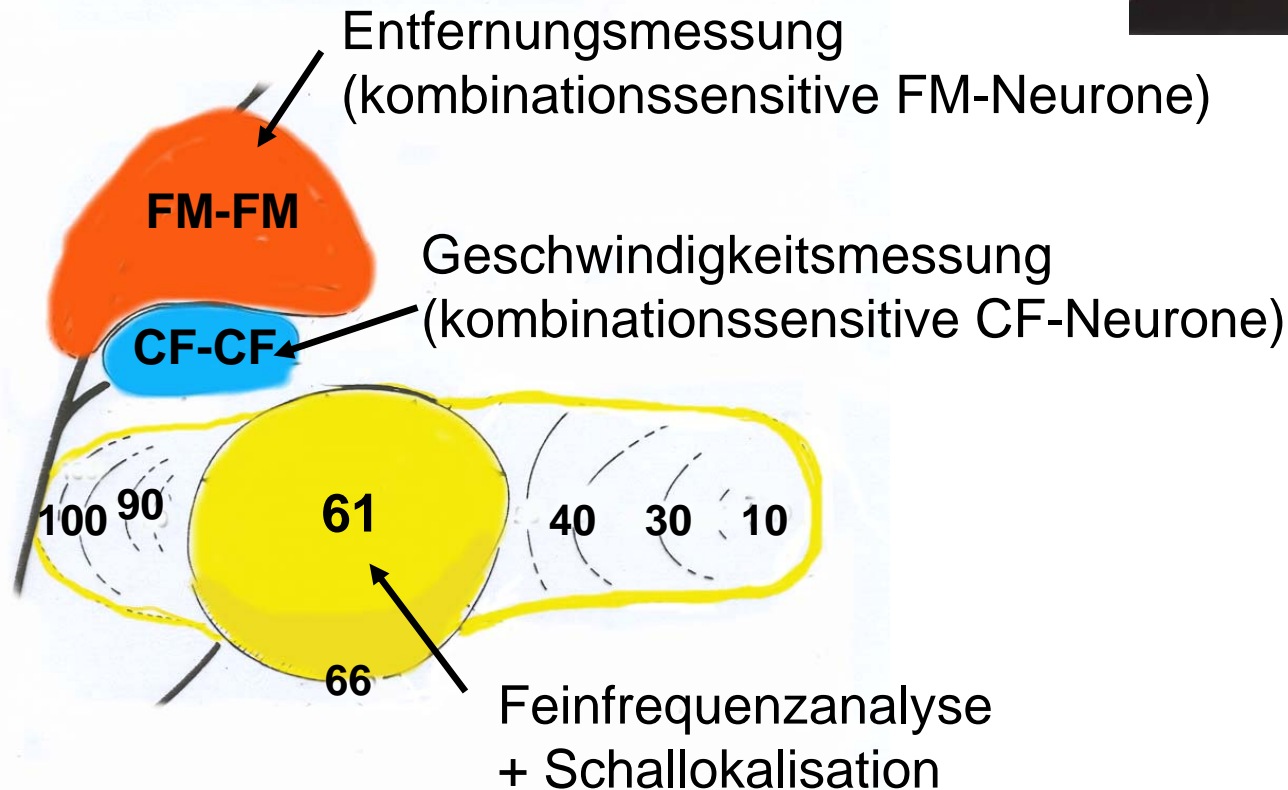 Entfernungsmessung
(kombinationssensitive FM-Neurone)
FM-FM
Geschwindigkeitsmessung
(kombinationssensitive CF-Neurone)
CF-CF
100 90 61 40 30 10
66
Feinfrequenzanalyse
+ Schallokalisation